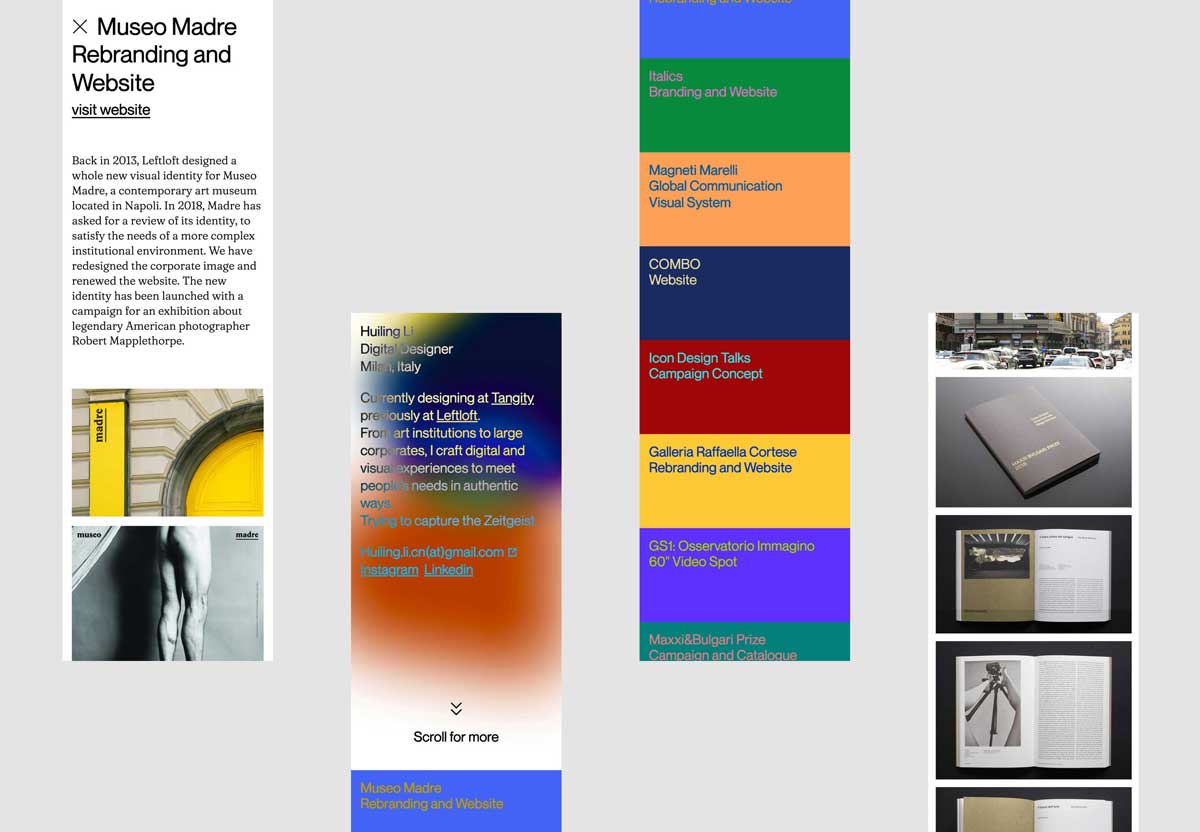 Museo Madre
Rebranding and
Website
visit website
Back in 2013, Leftloft designed a
whole new visual identity for Museo
Madre, a contemporary art museum
located in Napoli. In 2018, Madre has
asked for a review of its identity, to
satisfy the needs of a more complex
institutional environment. We have
redesigned the corporate image and
renewed the website. The new
identity has been launched with a
campaign for an exhibition about
legendary American photographer
Robert Mapplethorpe.
madre
museo
madre
Huiling Li
Digital Designer
Milan, Italy
Currently designing at Tangity
previously at Leftloft.
From art institutions to large
corporates, I craft digital and
visual experiences to meet
people's needs in authentic
ways.
Trying to capture the Zeitgeist
Huiling.li.cn(at)gmail.com
Instagram Linkedin
Scroll for more
Museo Madre
Rebranding and Website
Rebranding and Website
Italics
Branding and Website
Magneti Marelli
Global Communication
Visual System
COMBO
Website
Icon Design Talks
Campaign Concept
Galleria Raffaella Cortese
Rebranding and Website
GS1: Osservatorio Immagino
60" Video Spot
Maxxi&Bulgari Prize
Campaign and Catalogue
MAXXI BVLGARI PRIZE
2018